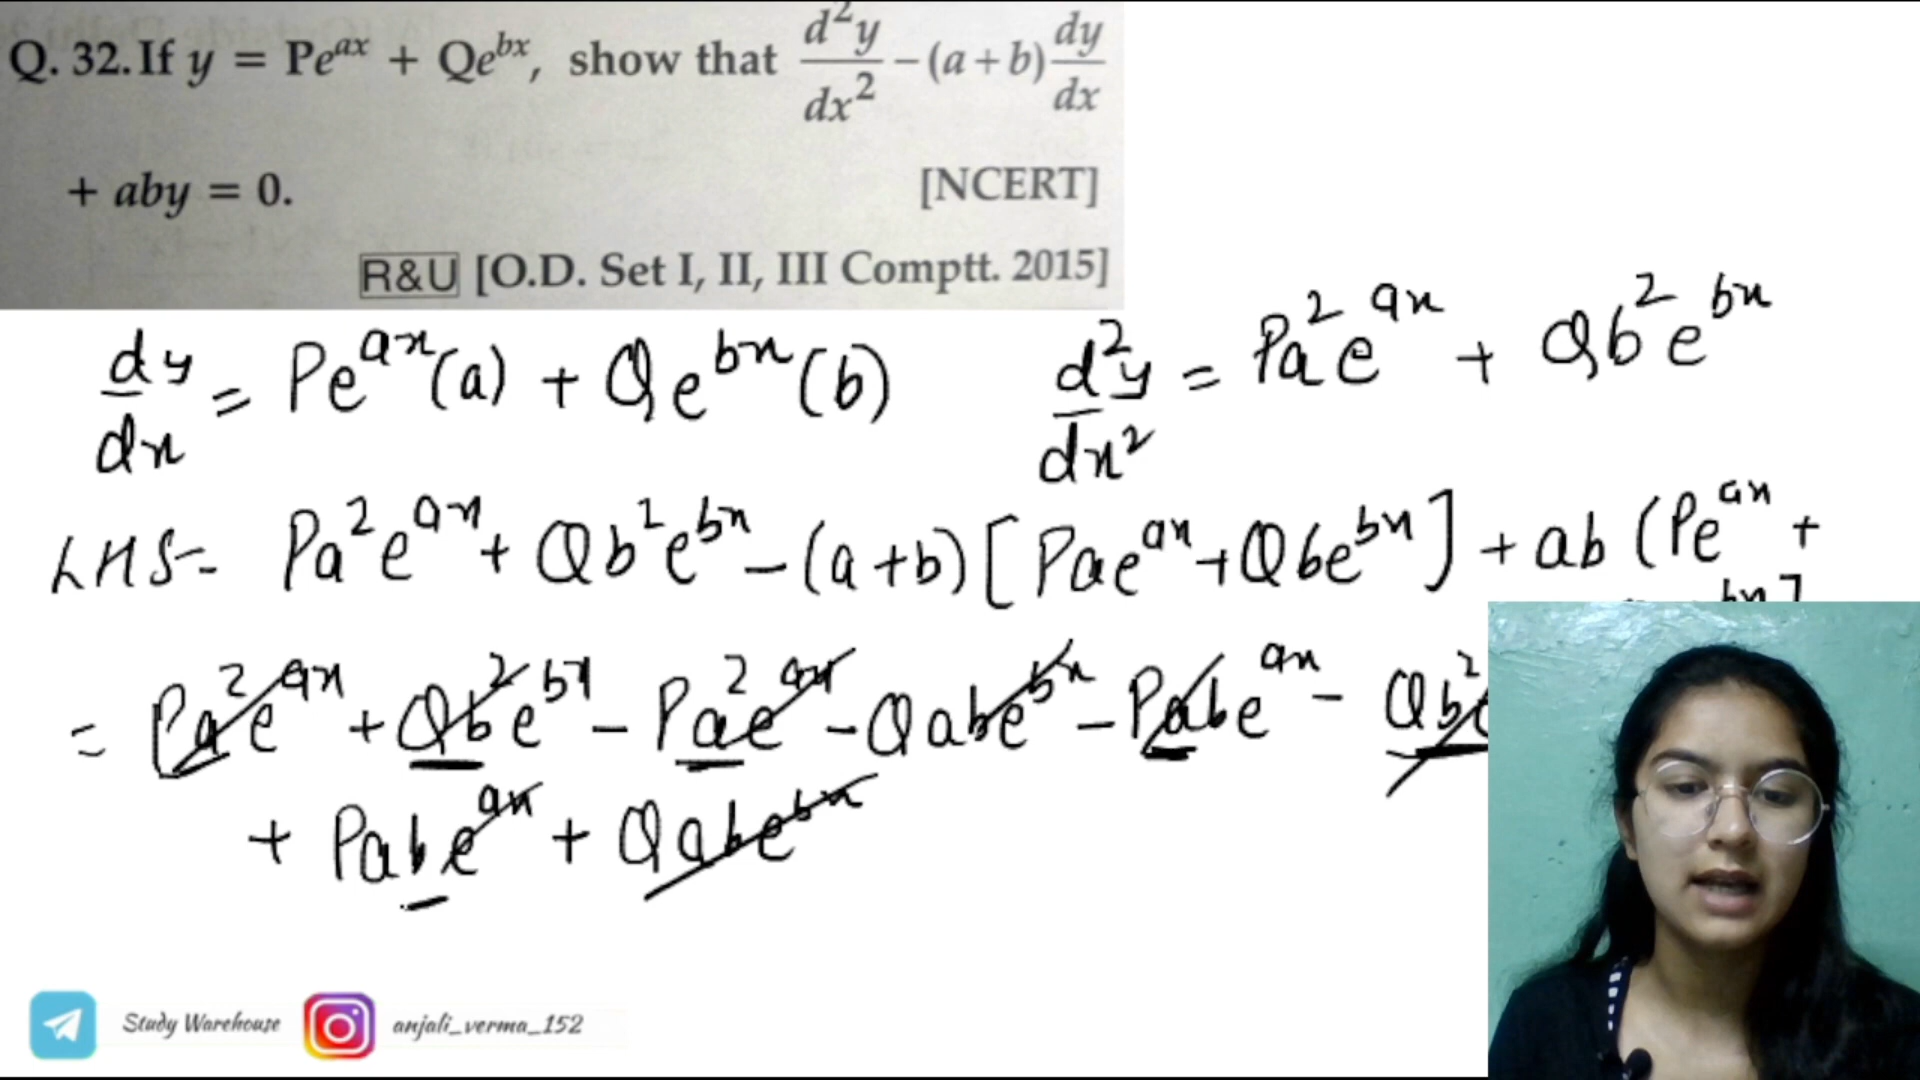 Q. 32. If y = Pe^{ax} + Qe^{bx}, show that d²y/dx² − (a+b) dy/dx
+ aby = 0. [NCERT]
R&U [O.D. Set I, II, III Comptt. 2015]
dy/dx = Pe^{ax}(a) + Qe^{bx}(b)
d²y/dx² = Pa²e^{ax} + Qb²e^{bx}
LHS = Pa²e^{ax} + Qb²e^{bx} − (a+b)[Pae^{ax} + Qbe^{bx}] + ab(Pe^{ax} +
= Pa²e^{ax} + Qb²e^{bx} − Pa²e^{ax} − Qabe^{bx} − Pabe^{ax} − Qb²e
+ Pabe^{ax} + Qabe^{bx}
Study Warehouse
anjali_verma_152